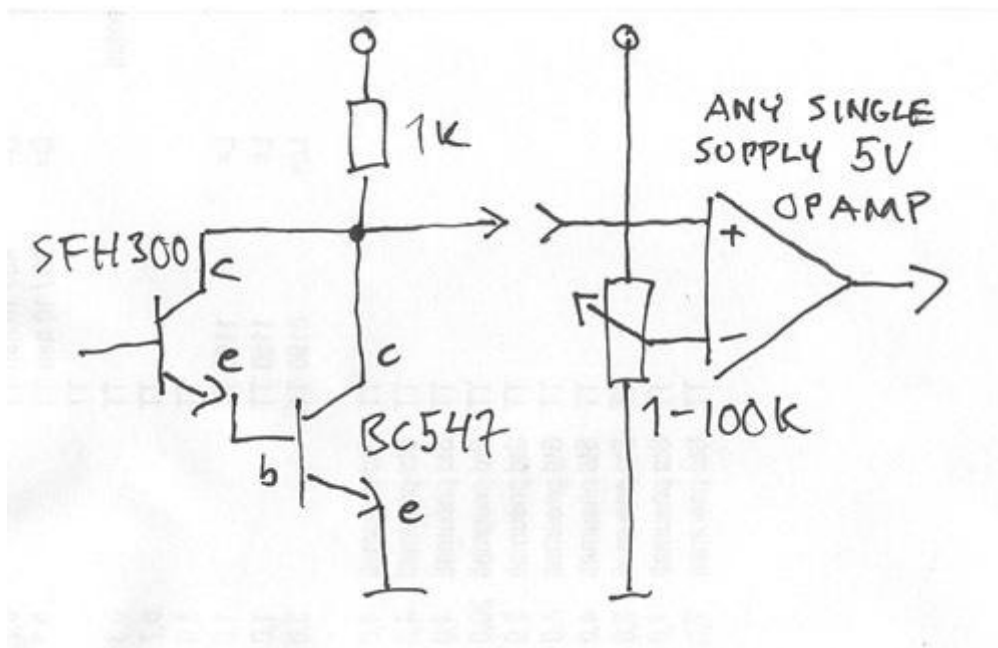 1K
ANY SINGLE
SUPPLY 5V
OPAMP
SFH300
c
+
e
c
-
BC547
1-100K
b
e